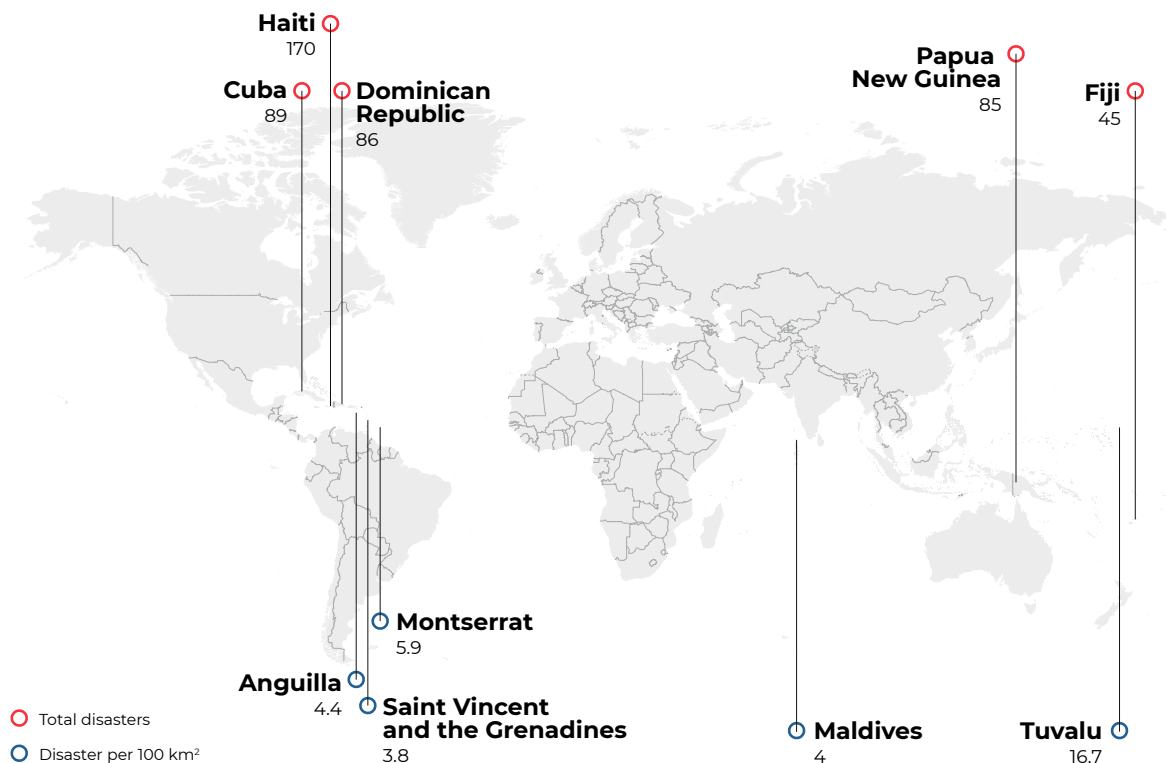 Haiti
170
Cuba
89
Dominican
Republic
86
Papua
New Guinea
85
Fiji
45
Montserrat
5.9
Anguilla
4.4
Saint Vincent
and the Grenadines
3.8
Maldives
4
Tuvalu
16.7
Total disasters
Disaster per 100 km²